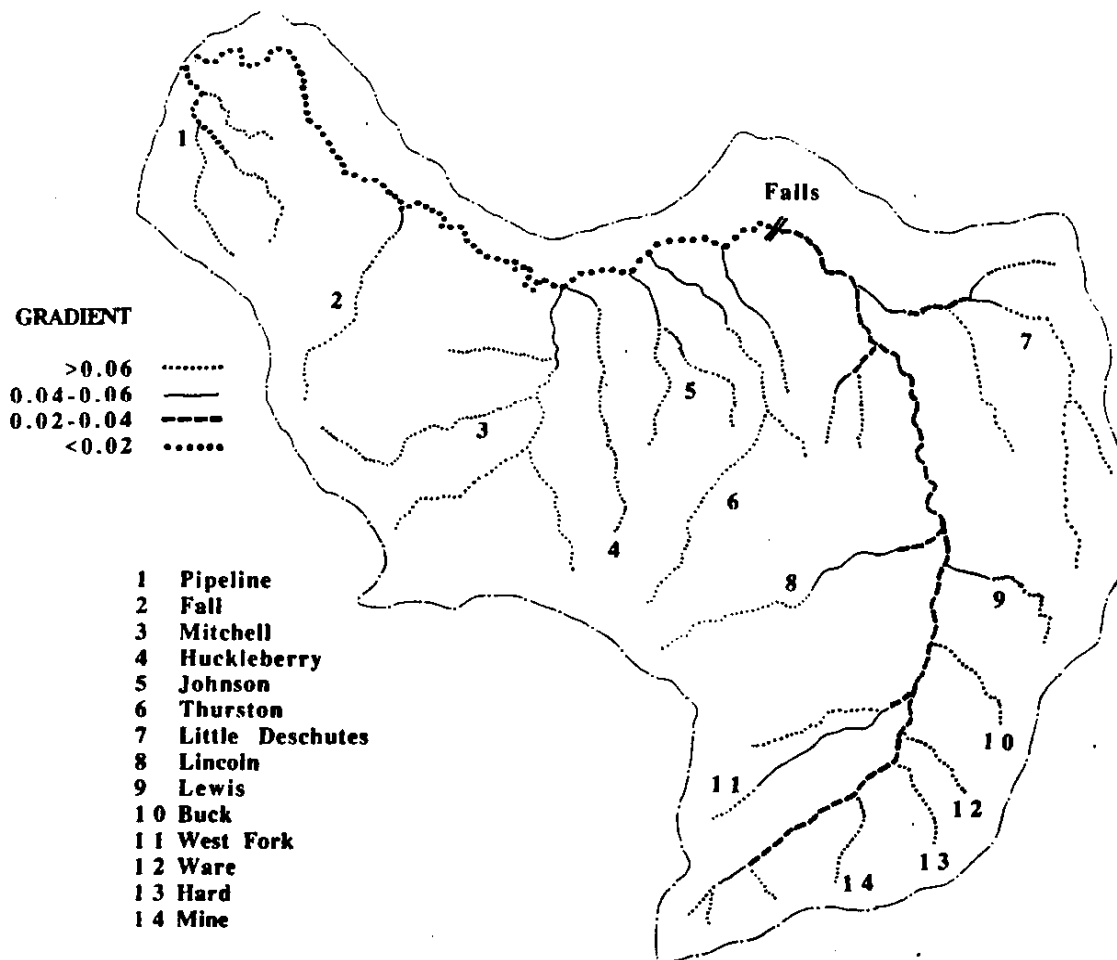 Falls
1
2
3
4
5
6
7
8
9
10
11
12
13
14
GRADIENT
>0.06
0.04-0.06
0.02-0.04
<0.02
1 Pipeline
2 Fall
3 Mitchell
4 Huckleberry
5 Johnson
6 Thurston
7 Little Deschutes
8 Lincoln
9 Lewis
10 Buck
11 West Fork
12 Ware
13 Hard
14 Mine